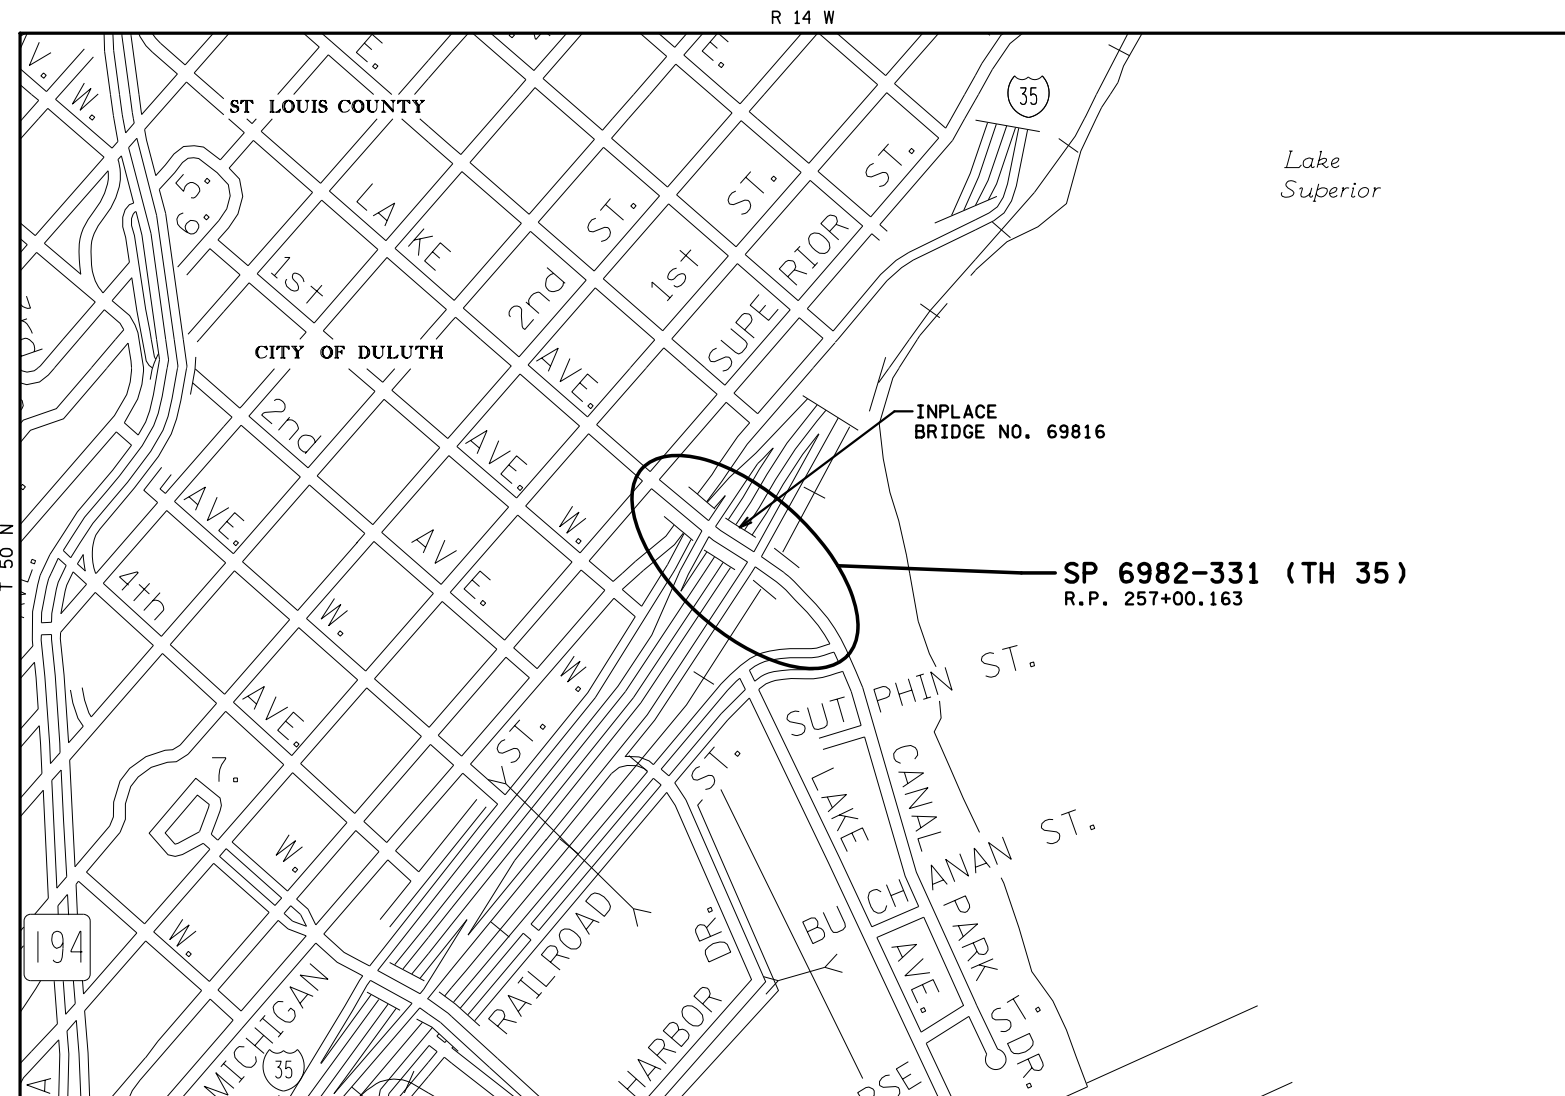 R 14 W
V.
W.
E.
E.
35
ST LOUIS COUNTY
Lake
Superior
6. 5.
LAKE
ST.
ST.
ST.
1st
2nd
1st
SUPERIOR
CITY OF DULUTH
AVE.
2nd
AVE.
W.
INPLACE
BRIDGE NO. 69816
AVE.
AVE.
W.
T 50 N
4th
W.
SP 6982-331 (TH 35)
R.P. 257+00.163
AVE.
ST.
SUTPHIN ST.
7.
ST.
W.
LAKE
CANAL
BUCHANAN ST.
194
W.
MICHIGAN
35
RAILROAD
HARBOR
DR.
AVE.
PARK
ST.
DR.
A